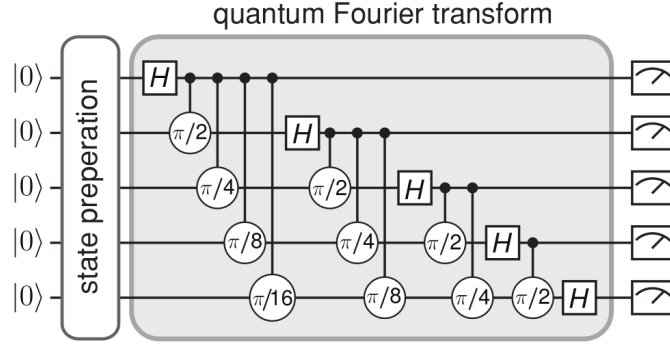 quantum Fourier transform
|0⟩ H
|0⟩ π/2 H
|0⟩ π/4 π/2 H
|0⟩ π/8 π/4 π/2 H
|0⟩ π/16 π/8 π/4 π/2 H
state preperation